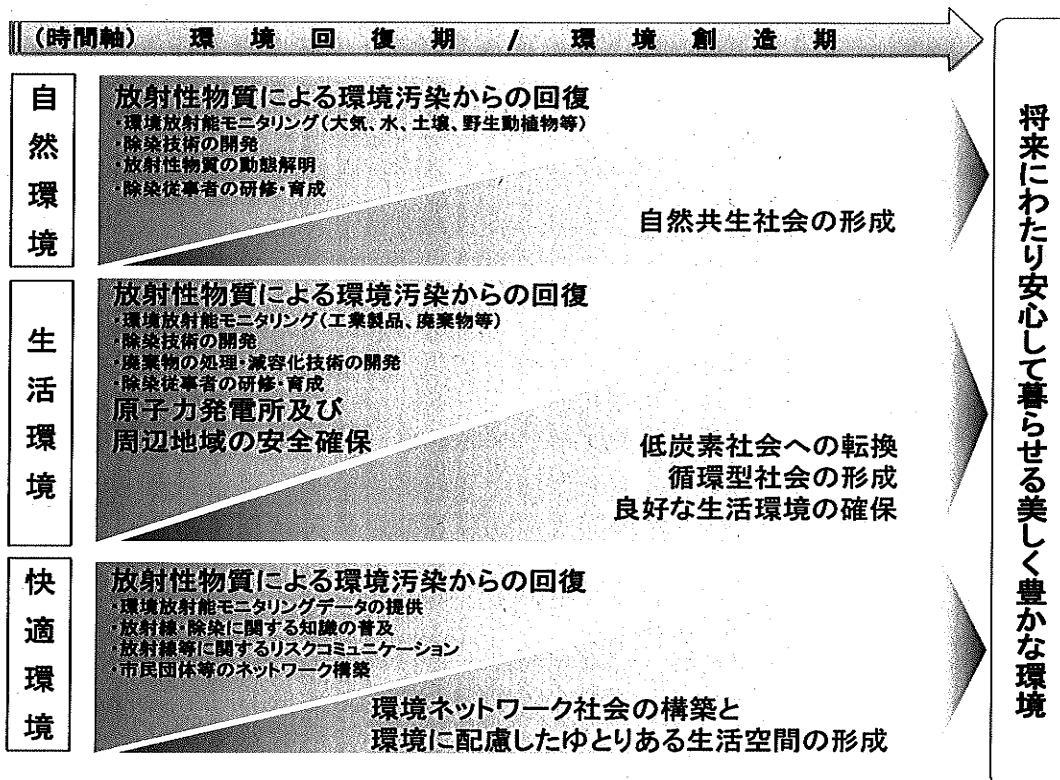 (時間軸) 環境回復期 / 環境創造期
自然環境
放射性物質による環境汚染からの回復
・環境放射能モニタリング(大気、水、土壌、野生動植物等)
・除染技術の開発
・放射性物質の動態解明
・除染従事者の研修・育成
自然共生社会の形成
生活環境
放射性物質による環境汚染からの回復
・環境放射能モニタリング(工業製品、廃棄物等)
・除染技術の開発
・廃棄物の処理・減容化技術の開発
・除染従事者の研修・育成
原子力発電所及び
周辺地域の安全確保
低炭素社会への転換
循環型社会の形成
良好な生活環境の確保
快適環境
放射性物質による環境汚染からの回復
・環境放射能モニタリングデータの提供
・放射線・除染に関する知識の普及
・放射線等に関するリスクコミュニケーション
・市民団体等のネットワーク構築
環境ネットワーク社会の構築と
環境に配慮したゆとりある生活空間の形成
将来にわたり安心して暮らせる美しく豊かな環境